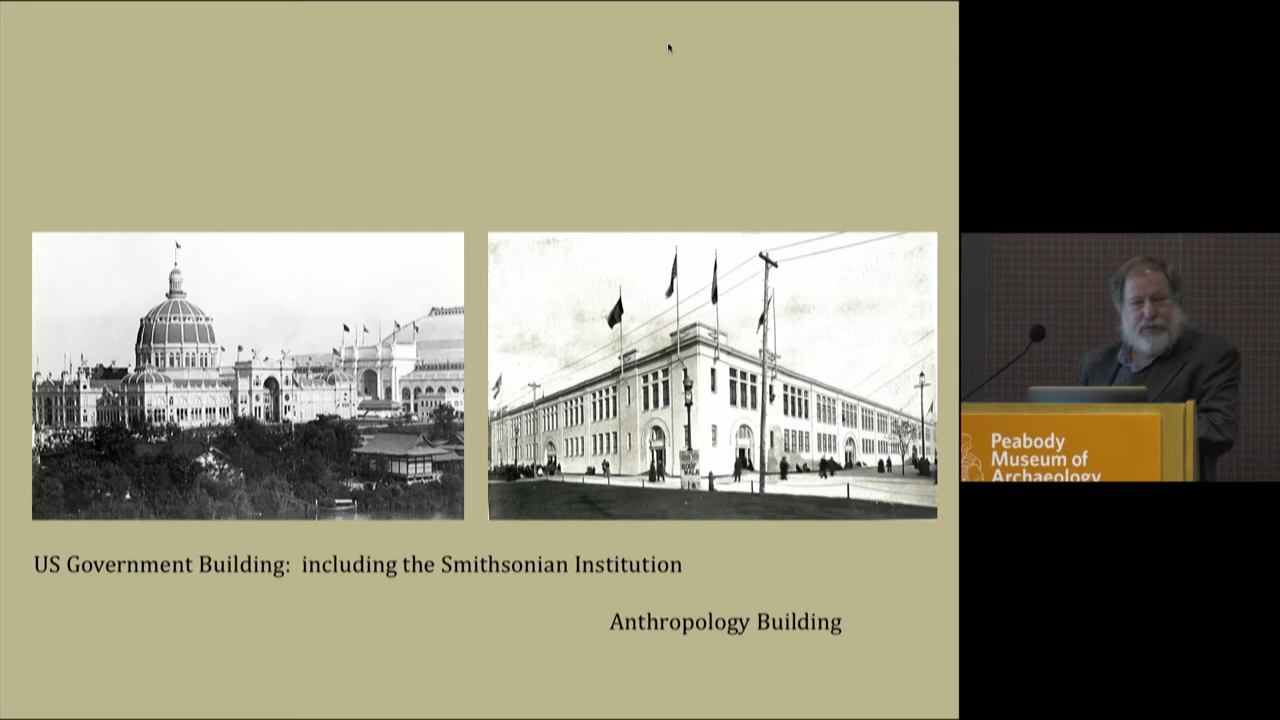 US Government Building:  including the Smithsonian Institution
Anthropology Building
Peabody
Museum of
Archaeology